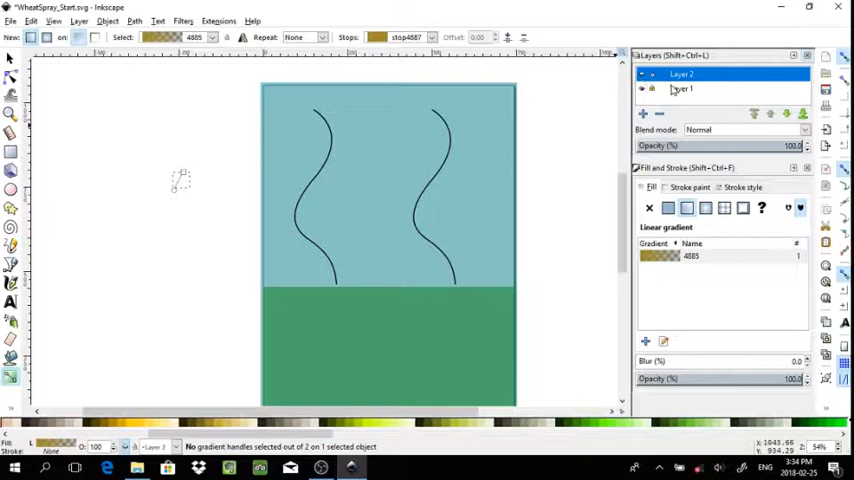 *WheatSpray_Start.svg - Inkscape
File Edit View Layer Object Path Text Filters Extensions Help
New: on: Select: 4885 Repeat: None Stops: stop4887 Offset: 0.00
Layers (Shift+Ctrl+L)
Layer 2
Layer 1
Blend mode: Normal
Opacity (%) 100.0
Fill and Stroke (Shift+Ctrl+F)
Fill Stroke paint Stroke style
?
Linear gradient
Gradient Name #
4885 1
Blur (%) 0.0
Opacity (%) 100.0
Fill: L O: 100 Layer 2 No gradient handles selected out of 2 on 1 selected object X: 1043.66 Z: 54%
Stroke: None Y: 934.29
ENG 3:34 PM
2018-02-25